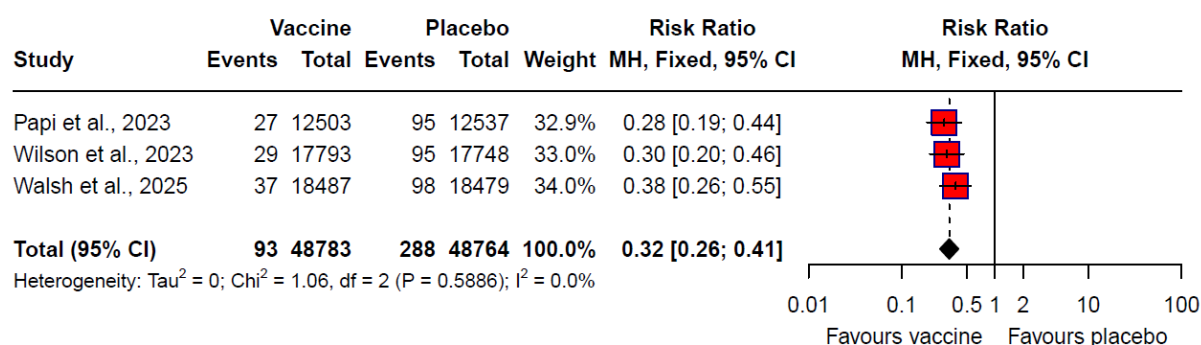 Vaccine Placebo Risk Ratio Risk Ratio
Study Events Total Events Total Weight MH, Fixed, 95% CI MH, Fixed, 95% CI
Papi et al., 2023 27 12503 95 12537 32.9% 0.28 [0.19; 0.44]
Wilson et al., 2023 29 17793 95 17748 33.0% 0.30 [0.20; 0.46]
Walsh et al., 2025 37 18487 98 18479 34.0% 0.38 [0.26; 0.55]
Total (95% CI) 93 48783 288 48764 100.0% 0.32 [0.26; 0.41]
Heterogeneity: Tau² = 0; Chi² = 1.06, df = 2 (P = 0.5886); I² = 0.0%
0.01 0.1 0.5 1 2 10 100
Favours vaccine Favours placebo